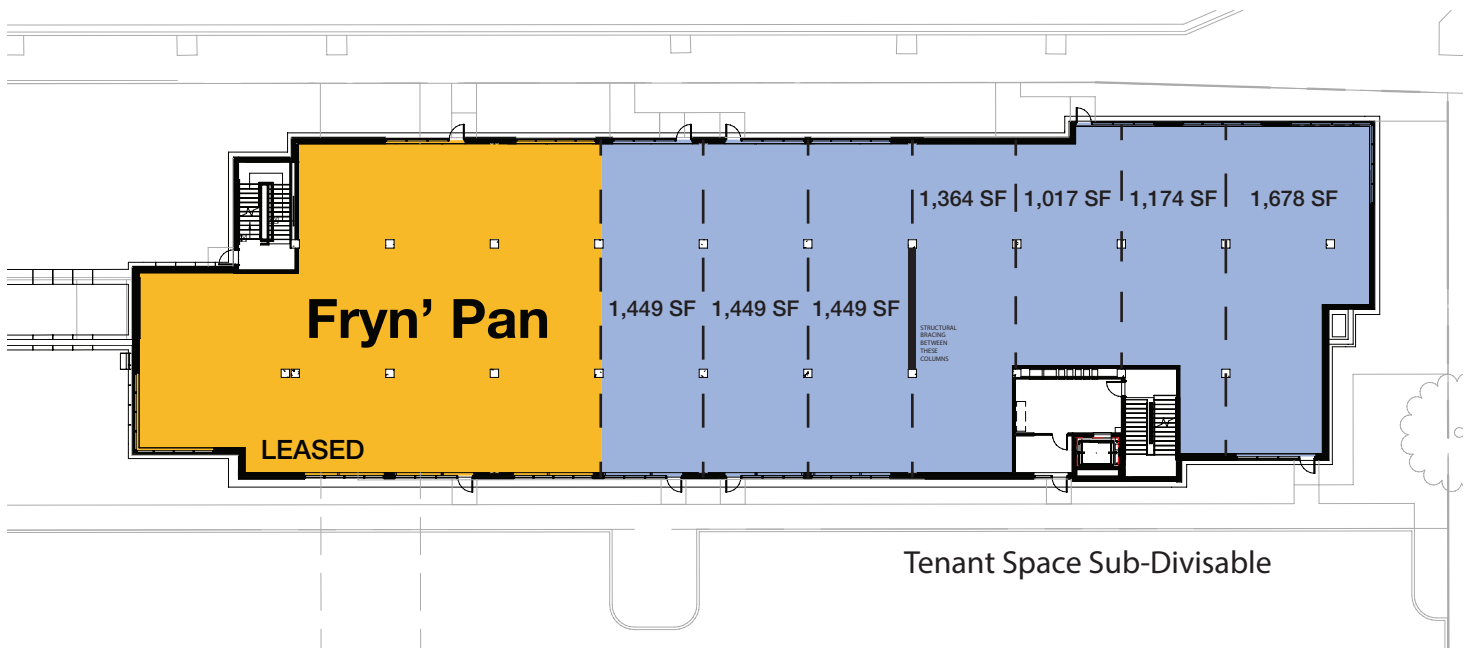 1,364 SF
1,017 SF
1,174 SF
1,678 SF
Fryn’ Pan
1,449 SF
1,449 SF
1,449 SF
STRUCTURAL
BRACING
BETWEEN
THESE
COLUMNS
LEASED
Tenant Space Sub-Divisable